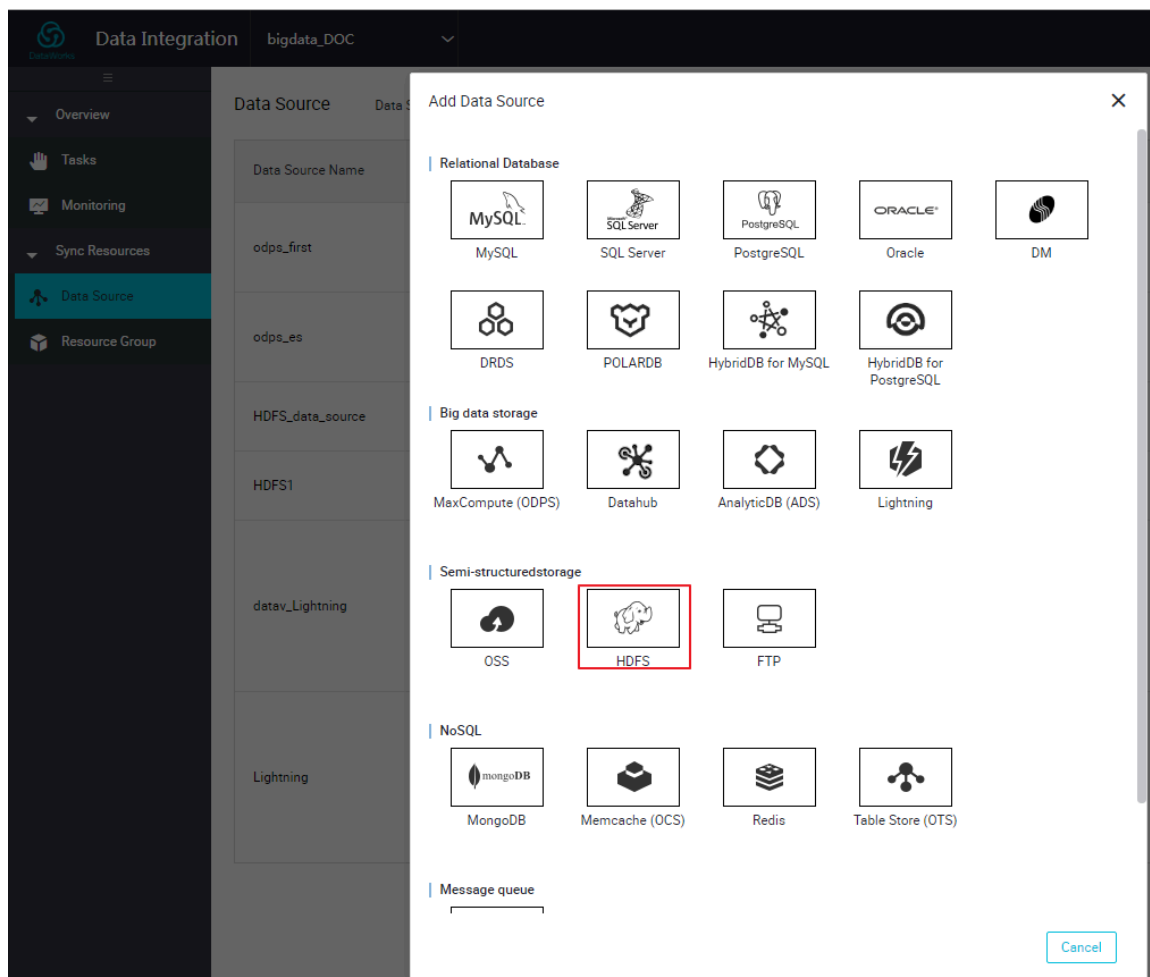 DataWorks
Data Integration
bigdata_DOC
Overview
Tasks
Monitoring
Sync Resources
Data Source
Resource Group
Data Source
Data S
Data Source Name
odps_first
odps_es
HDFS_data_source
HDFS1
datav_Lightning
Lightning
Add Data Source
Relational Database
MySQL
SQL Server
PostgreSQL
ORACLE
MySQL
SQL Server
PostgreSQL
Oracle
DM
DRDS
POLARDB
HybridDB for MySQL
HybridDB for
PostgreSQL
Big data storage
MaxCompute (ODPS)
Datahub
AnalyticDB (ADS)
Lightning
Semi-structuredstorage
OSS
HDFS
FTP
NoSQL
mongoDB
MongoDB
Memcache (OCS)
Redis
Table Store (OTS)
Message queue
Cancel